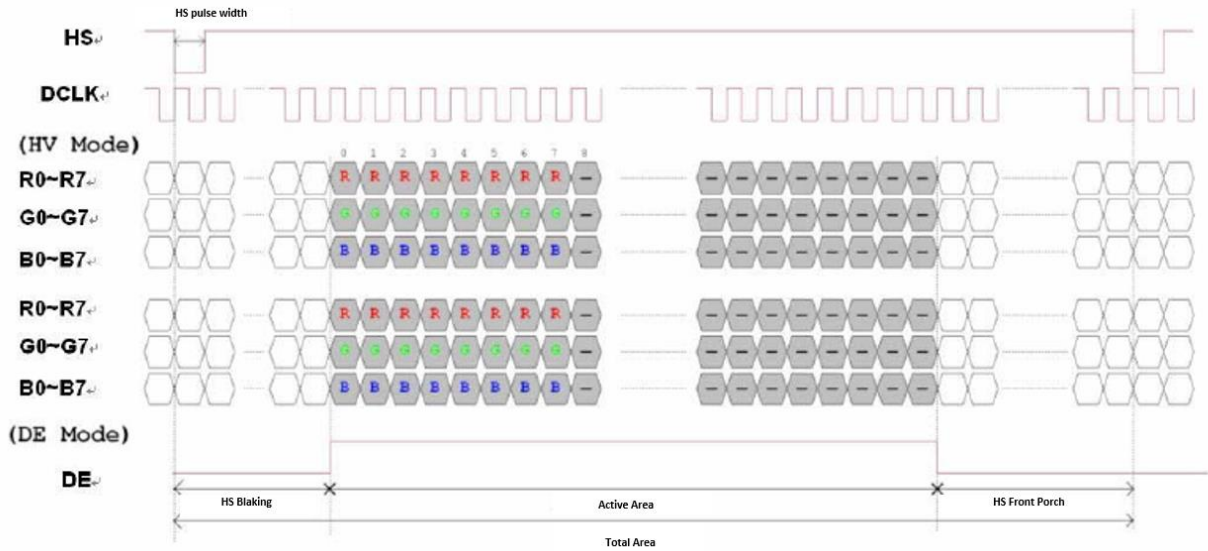 HS pulse width
HS↵
DCLK↵
(HV Mode)
0 1 2 3 4 5 6 7 8
R0~R7↵ R R R R R R R R – – – – – – – – –
G0~G7↵ G G G G G G G G – – – – – – – – –
B0~B7↵ B B B B B B B B – – – – – – – – –
R0~R7↵ R R R R R R R R – – – – – – – – –
G0~G7↵ G G G G G G G G – – – – – – – – –
B0~B7↵ B B B B B B B B – – – – – – – – –
(DE Mode)
DE↵
HS Blaking Active Area HS Front Porch
Total Area